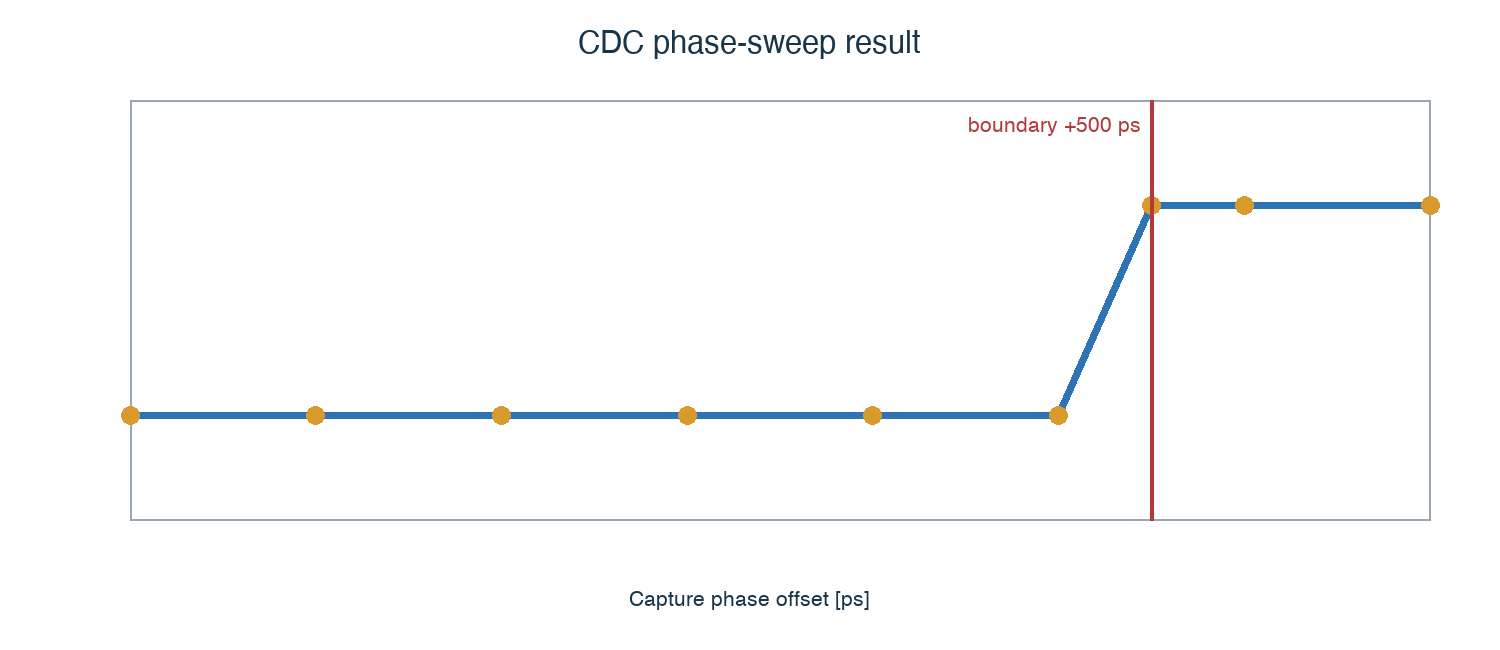 CDC phase-sweep result
boundary +500 ps
Capture phase offset [ps]